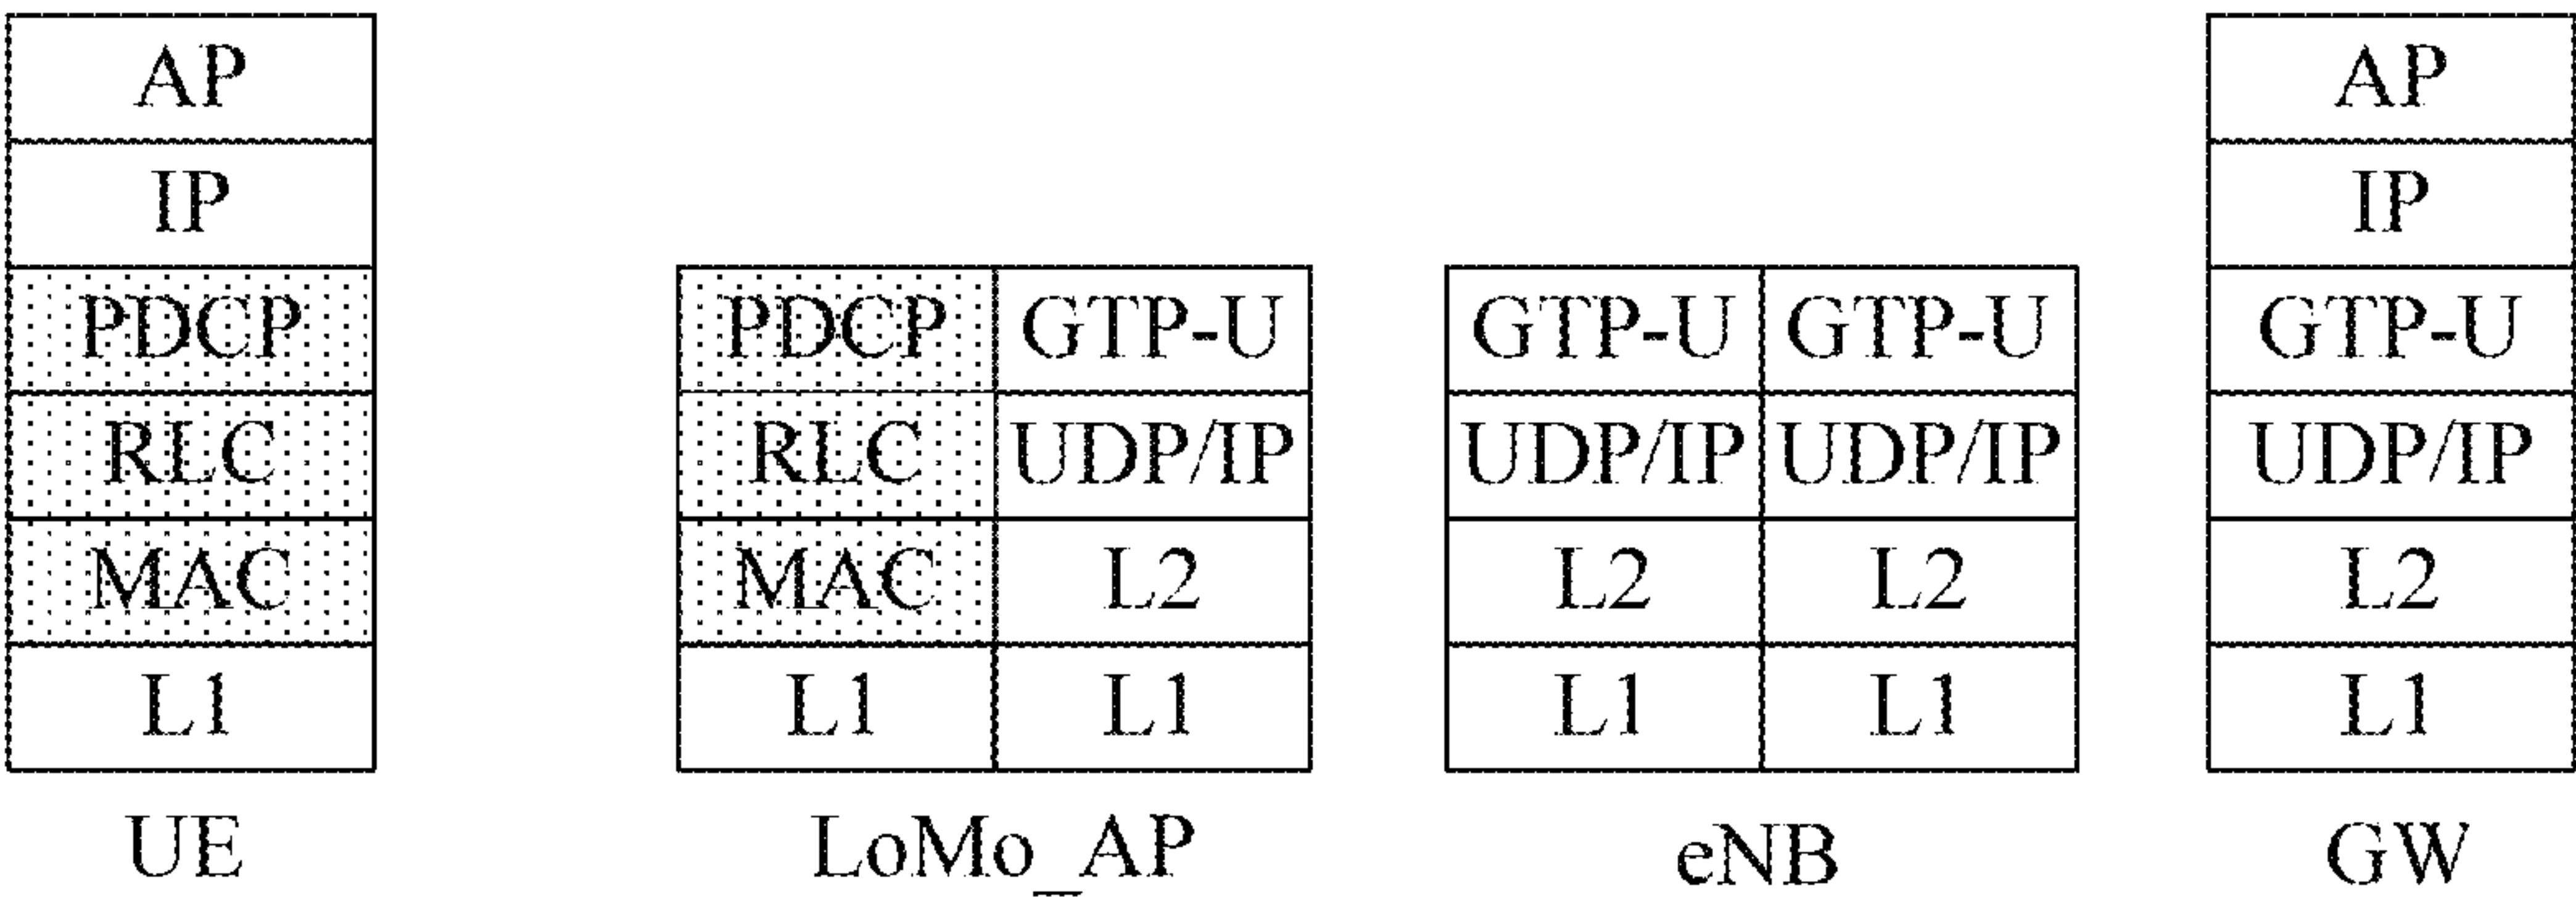 AP AP
IP IP
PDCP PDCP GTP-U GTP-U GTP-U GTP-U
RLC RLC UDP/IP UDP/IP UDP/IP UDP/IP
MAC MAC L2 L2 L2 L2
L1 L1 L1 L1 L1 L1
UE LoMo_AP eNB GW